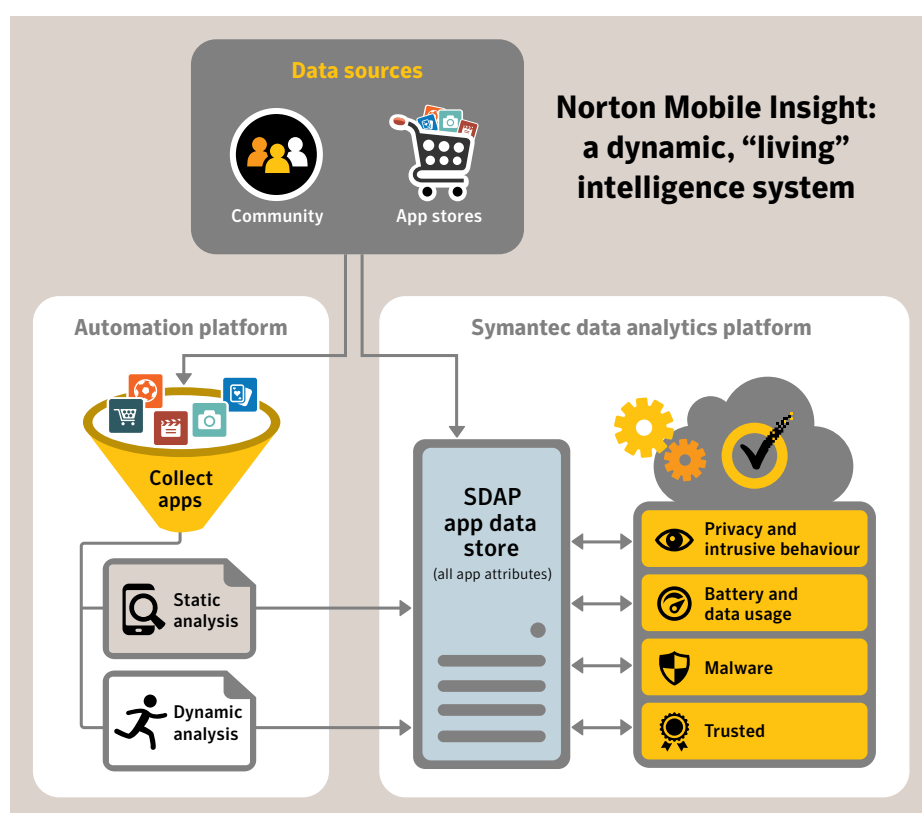 Data sources
Community
App stores
Norton Mobile Insight:
a dynamic, “living”
intelligence system
Automation platform
Collect
apps
Static
analysis
Dynamic
analysis
Symantec data analytics platform
SDAP
app data
store
(all app attributes)
Privacy and
intrusive behaviour
Battery and
data usage
Malware
Trusted